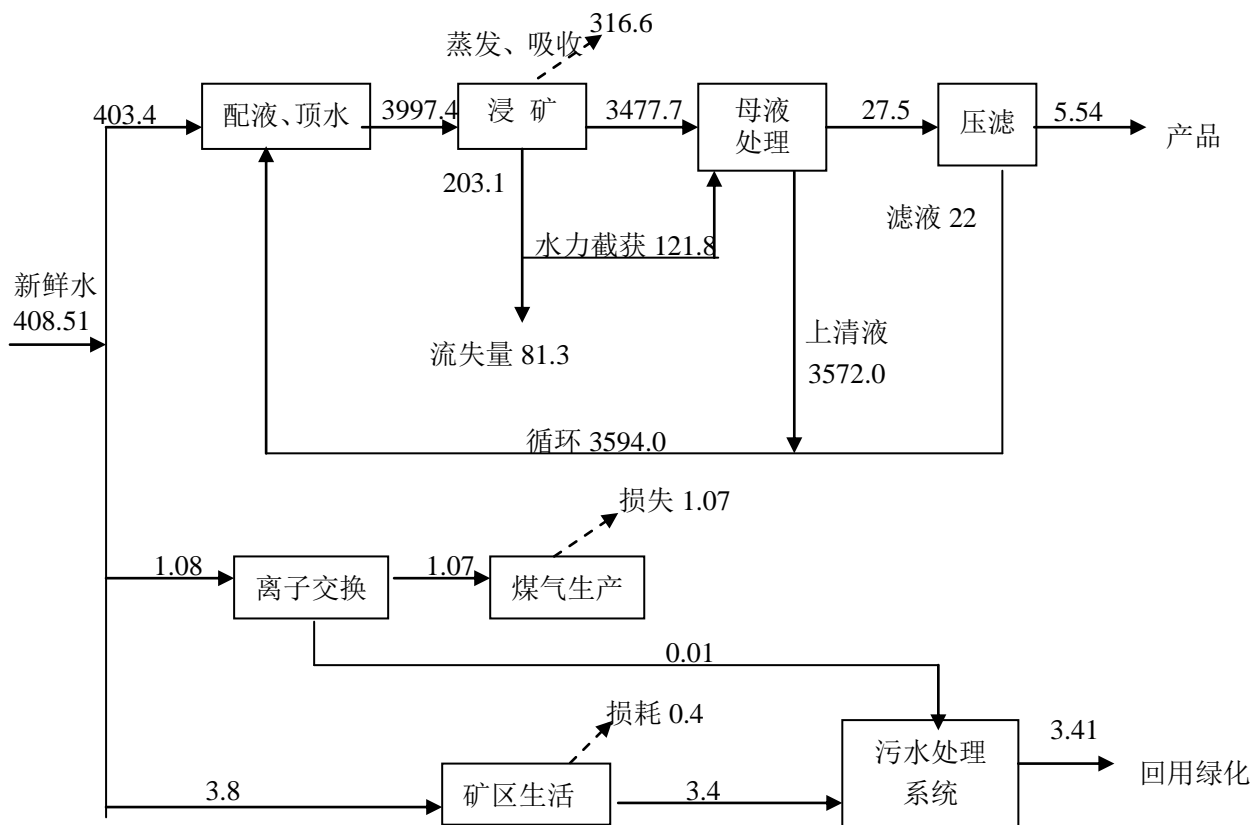 316.6
蒸发、吸收
403.4
配液、顶水
3997.4
浸 矿
3477.7
母液
处理
27.5
压滤
5.54
产品
203.1
滤液 22
水力截获 121.8
新鲜水
408.51
流失量 81.3
上清液
3572.0
循环 3594.0
损失 1.07
1.08
离子交换
1.07
煤气生产
0.01
损耗 0.4
3.8
矿区生活
3.4
污水处理
系统
3.41
回用绿化